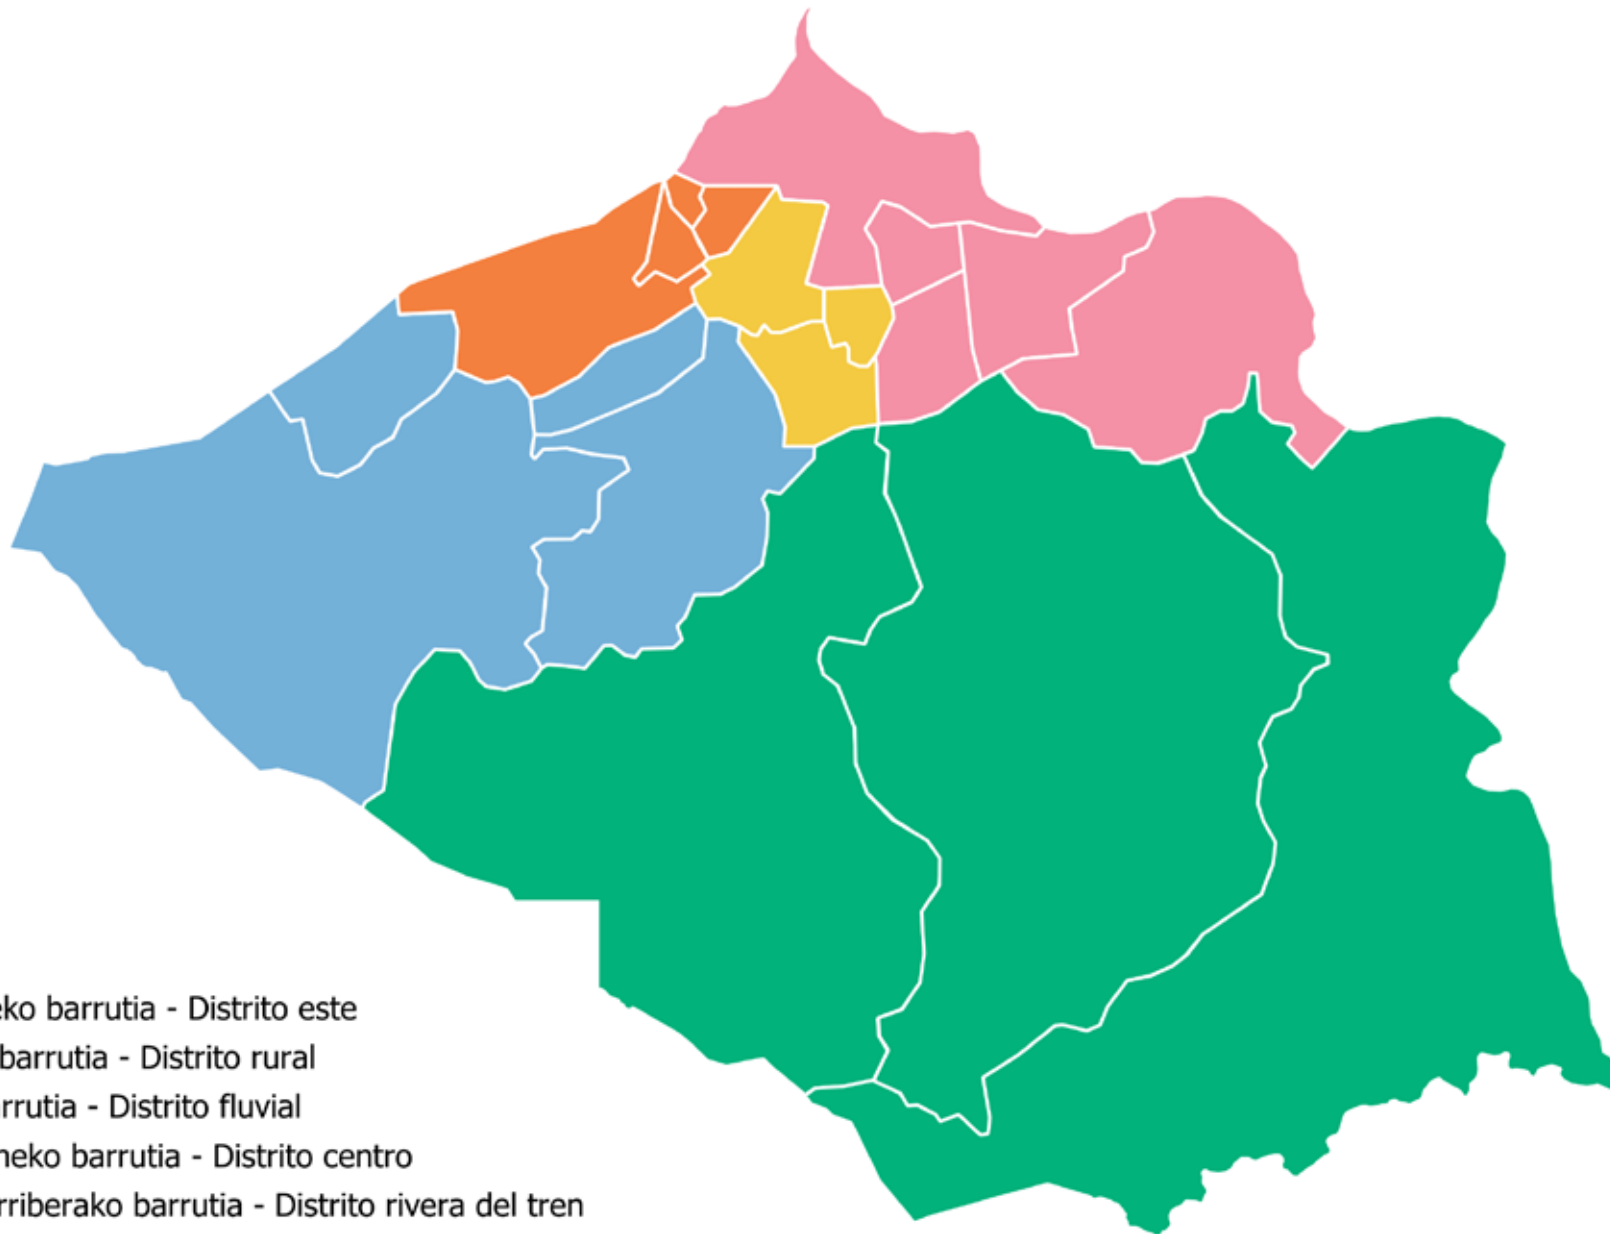 eko barrutia - Distrito este
barrutia - Distrito rural
rrutia - Distrito fluvial
neko barrutia - Distrito centro
rriberako barrutia - Distrito rivera del tren